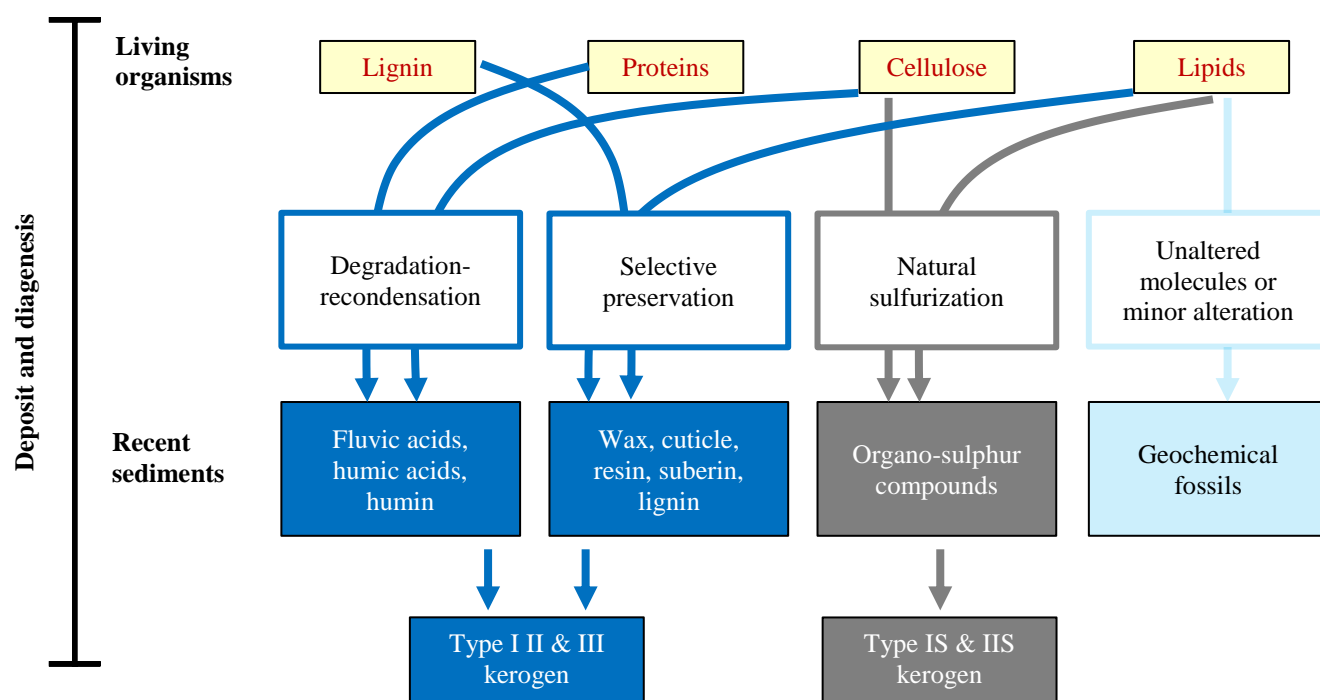 Living
organisms
Lignin
Proteins
Cellulose
Lipids
Deposit and diagenesis
Degradation-
recondensation
Selective
preservation
Natural
sulfurization
Unaltered
molecules or
minor alteration
Recent
sediments
Fluvic acids,
humic acids,
humin
Wax, cuticle,
resin, suberin,
lignin
Organo-sulphur
compounds
Geochemical
fossils
Type I II & III
kerogen
Type IS & IIS
kerogen